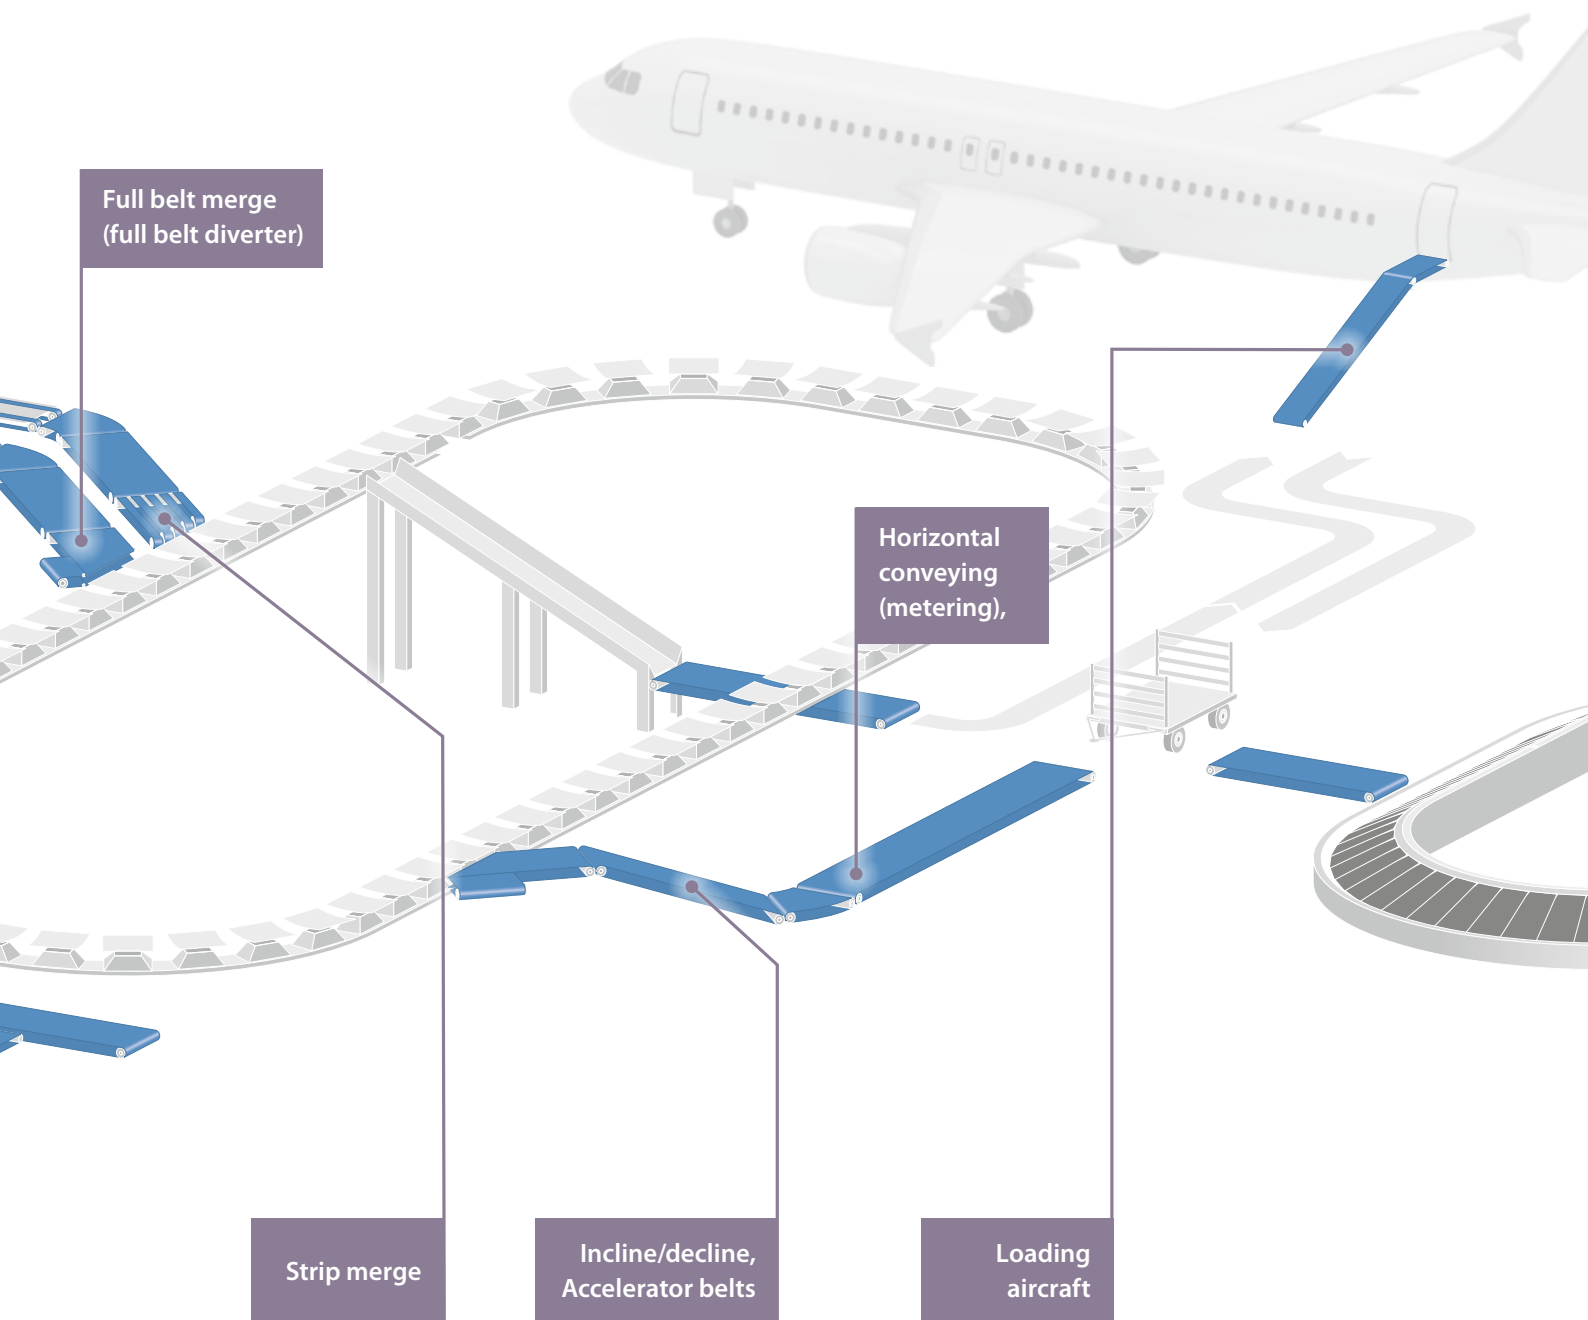 Full belt merge
(full belt diverter)
Horizontal
conveying
(metering),
Strip merge
Incline/decline,
Accelerator belts
Loading
aircraft